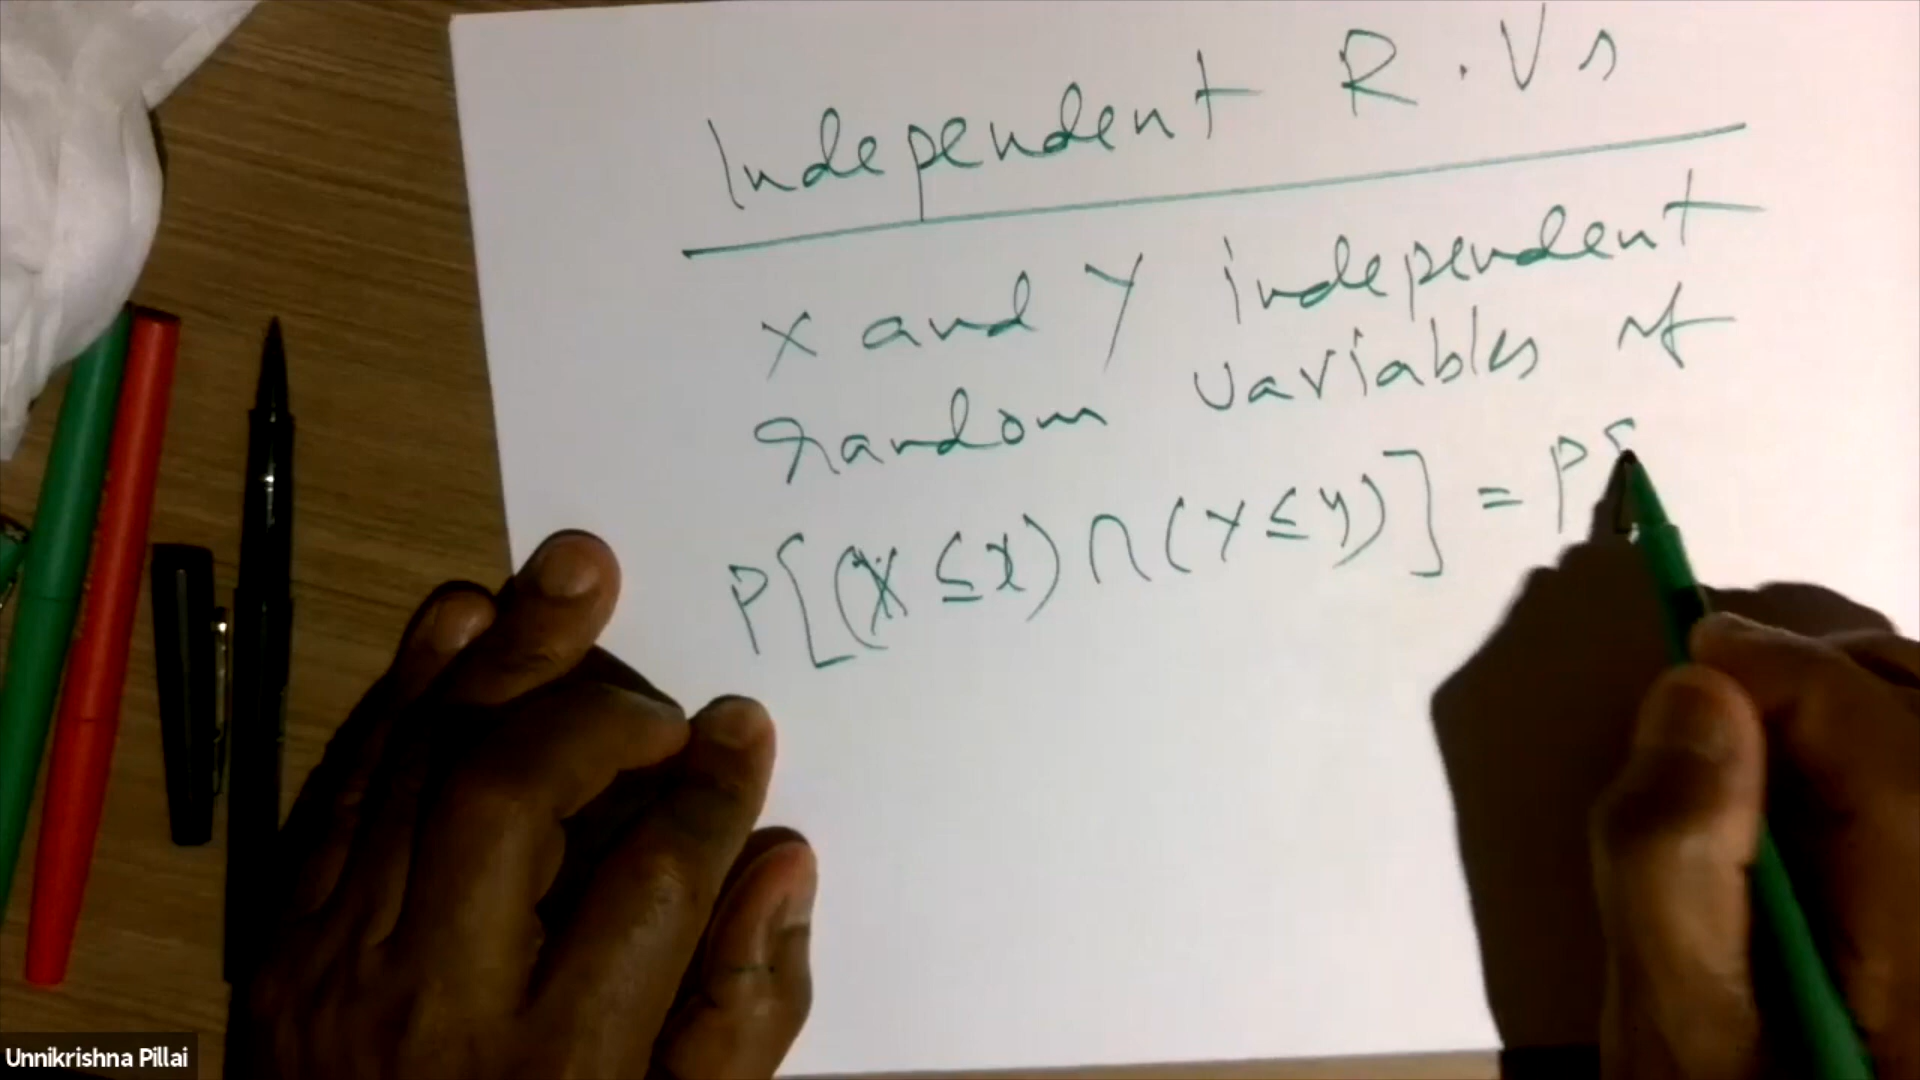 Independent R.Vs
X and Y independent
random variables if
P[(X ≤ x) ∩ (Y ≤ y)] = P[
Unnikrishna Pillai